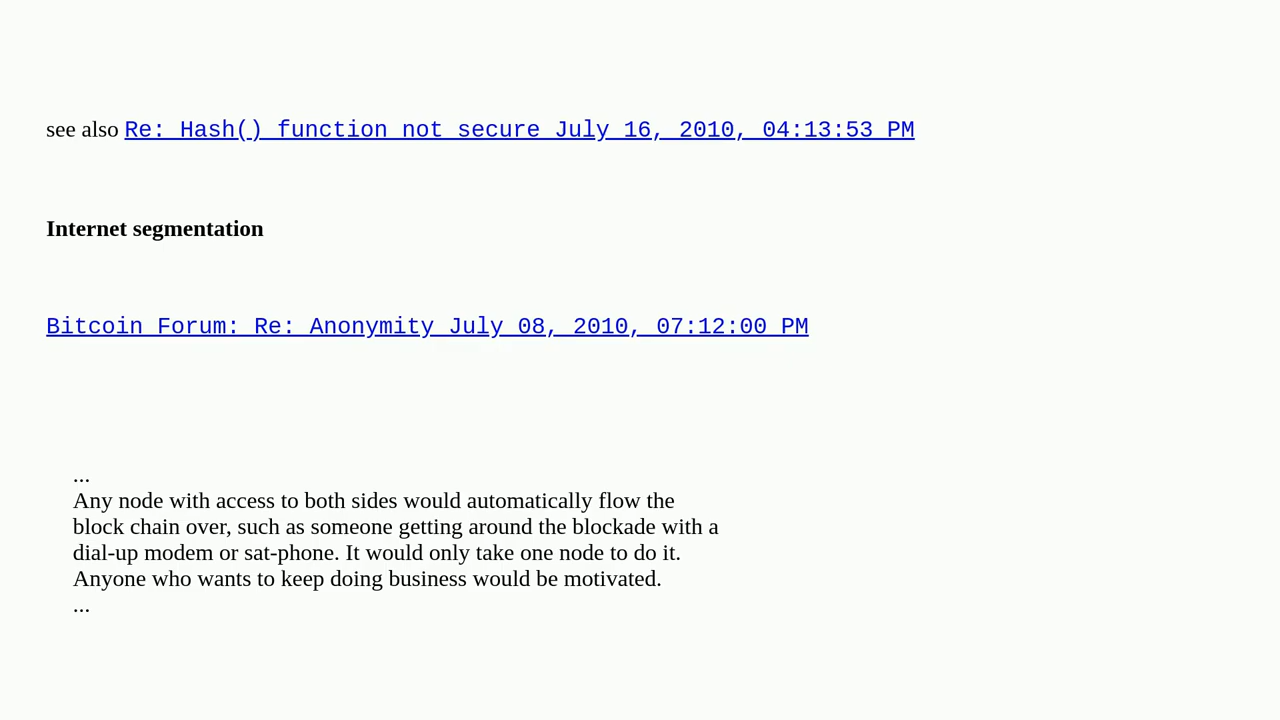 see also Re: Hash() function not secure July 16, 2010, 04:13:53 PM
Internet segmentation
Bitcoin Forum: Re: Anonymity July 08, 2010, 07:12:00 PM
...
Any node with access to both sides would automatically flow the
block chain over, such as someone getting around the blockade with a
dial-up modem or sat-phone. It would only take one node to do it.
Anyone who wants to keep doing business would be motivated.
...